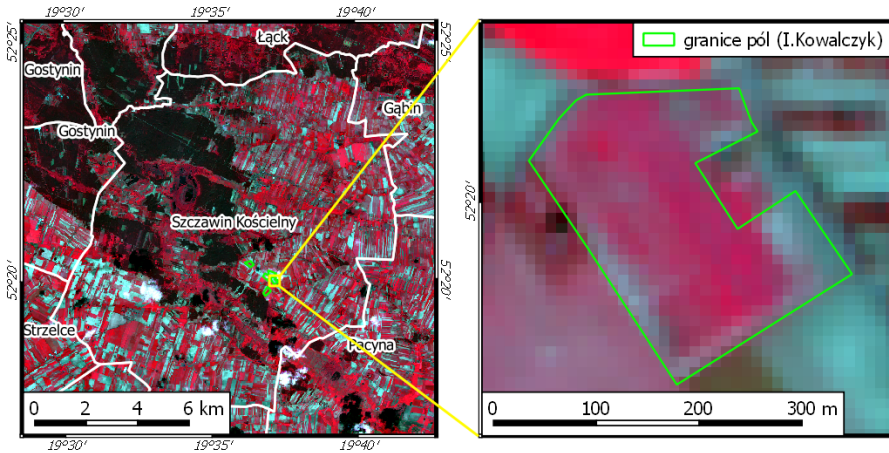 19°30' 19°35' 19°40'
52°25'
52°25'
Łąck
Gostynin
Gąbin
Gostynin
Szczawin Kościelny
52°20'
52°20'
Strzelce
Pacyna
0 2 4 6 km
19°30' 19°35' 19°40'
granice pól (I.Kowalczyk)
52°20'
0 100 200 300 m